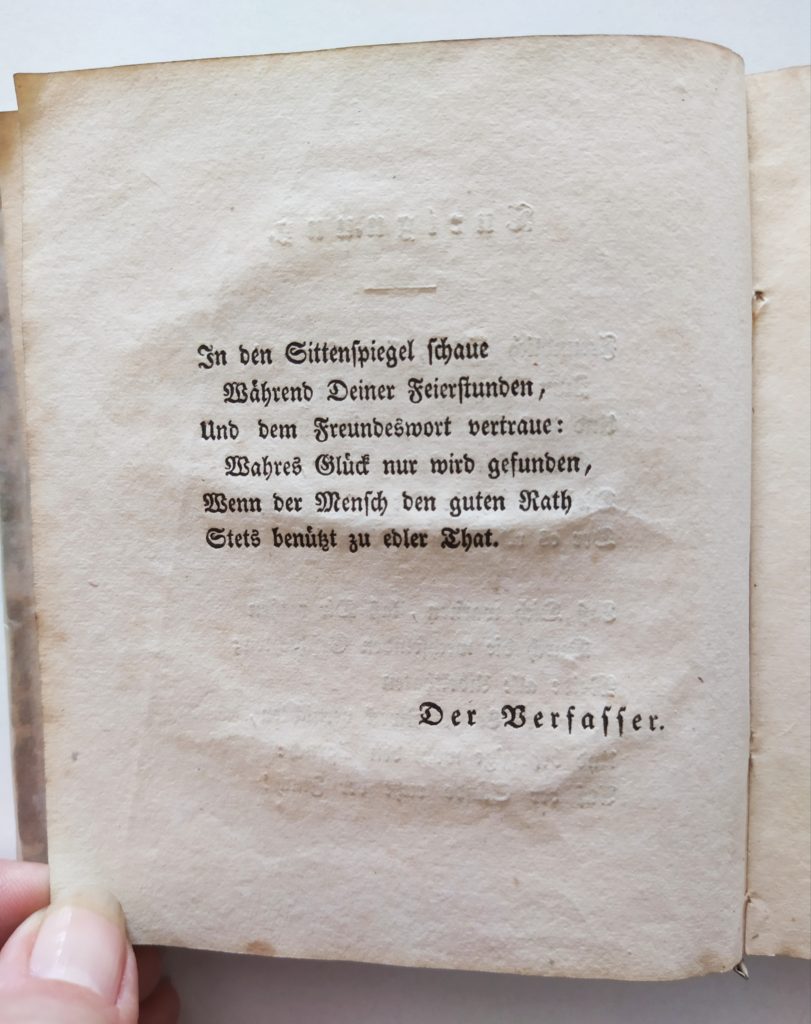 In den Sittenspiegel schaue
Während Deiner Feierstunden,
Und dem Freundeswort vertraue:
Wahres Glück nur wird gefunden,
Wenn der Mensch den guten Rath
Stets benützt zu edler That.
Der Verfasser.